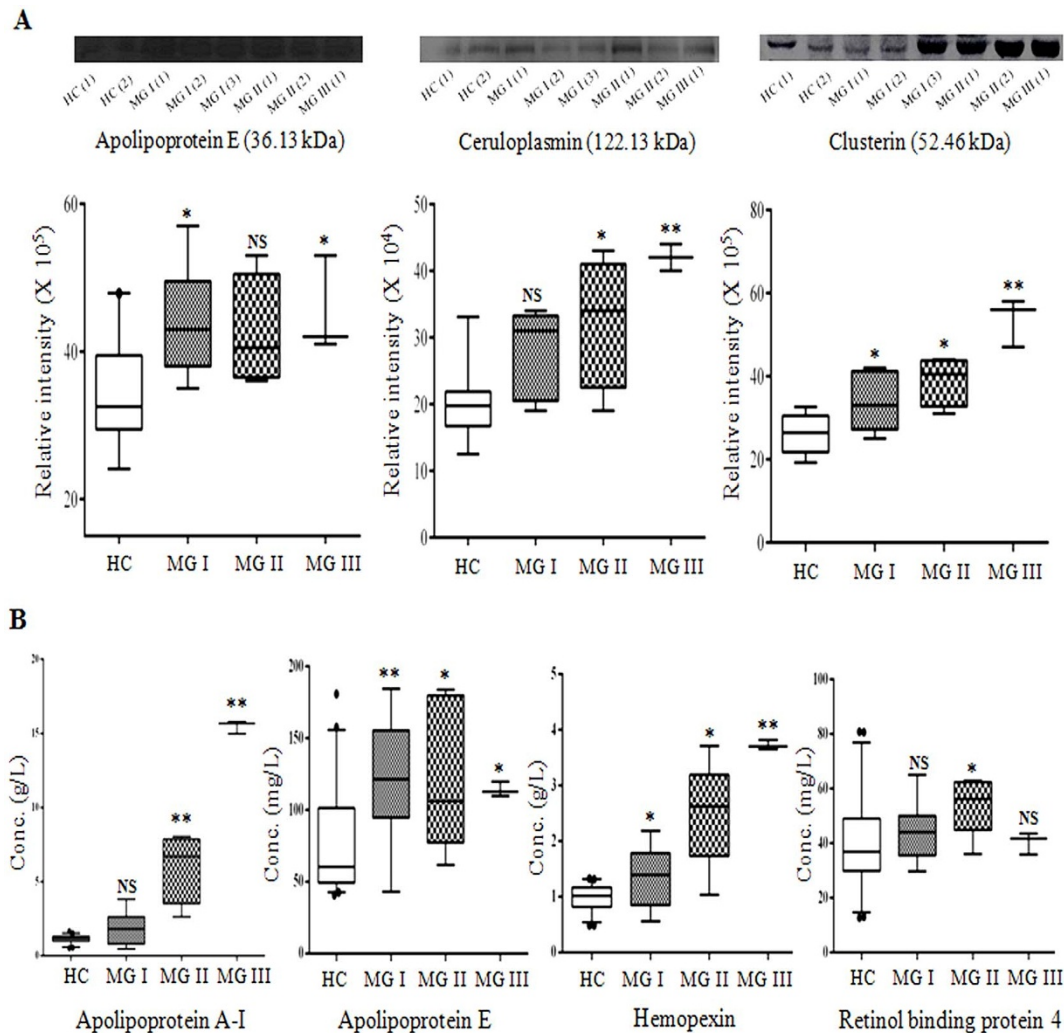 A
HC (1) HC (2) MG I (1) MG I (2) MG I (3) MG II (1) MG II (2) MG III (1)
HC (1) HC (2) MG I (1) MG I (2) MG I (3) MG II (1) MG II (2) MG III (1)
HC (1) HC (2) MG I (1) MG I (2) MG I (3) MG II (1) MG II (2) MG III (1)
Apolipoprotein E (36.13 kDa)
Ceruloplasmin (122.13 kDa)
Clusterin (52.46 kDa)
Relative intensity (X 10⁵)
60
40
20
*
NS
*
HC MG I MG II MG III
Relative intensity (X 10⁴)
50
40
30
20
10
0
NS
*
**
HC MG I MG II MG III
Relative intensity (X 10⁵)
80
60
40
20
0
*
*
**
HC MG I MG II MG III
B
Conc. (g/L)
20
15
10
5
0
NS
**
**
HC MG I MG II MG III
Apolipoprotein A-I
Conc. (mg/L)
200
150
100
50
0
**
*
*
HC MG I MG II MG III
Apolipoprotein E
Conc. (g/L)
5
4
3
2
1
0
*
*
**
HC MG I MG II MG III
Hemopexin
Conc. (mg/L)
100
80
60
40
20
0
NS
*
NS
HC MG I MG II MG III
Retinol binding protein 4